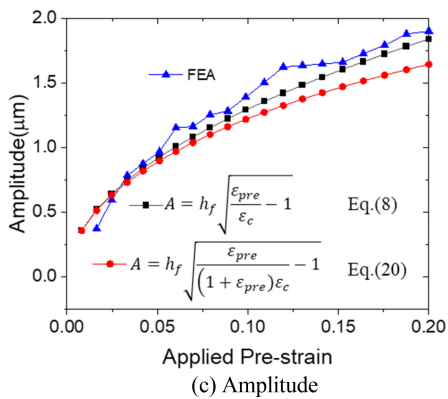 2.0
1.5
1.0
0.5
0.0
Amplitude(μm)
FEA
A = h_f √(ε_pre/ε_c − 1) Eq.(8)
A = h_f √(ε_pre/((1 + ε_pre)ε_c) − 1) Eq.(20)
0.00 0.05 0.10 0.15 0.20
Applied Pre-strain
(c) Amplitude